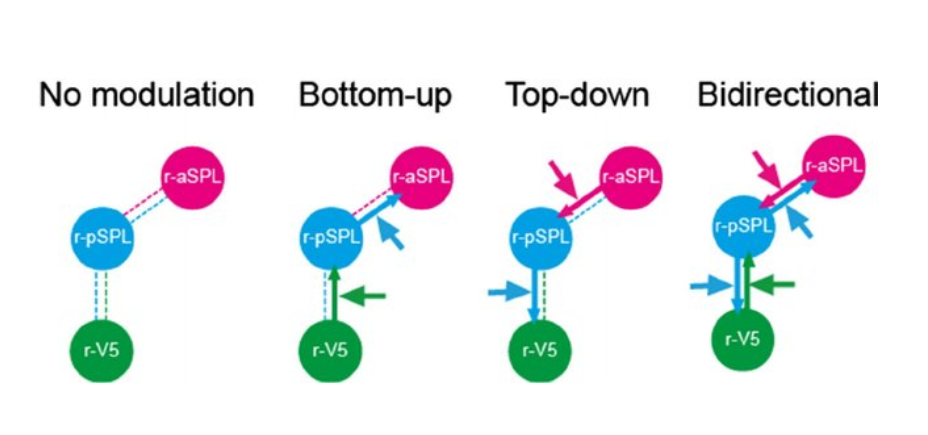 No modulation
Bottom-up
Top-down
Bidirectional
r-aSPL
r-pSPL
r-V5
r-aSPL
r-pSPL
r-V5
r-aSPL
r-pSPL
r-V5
r-aSPL
r-pSPL
r-V5